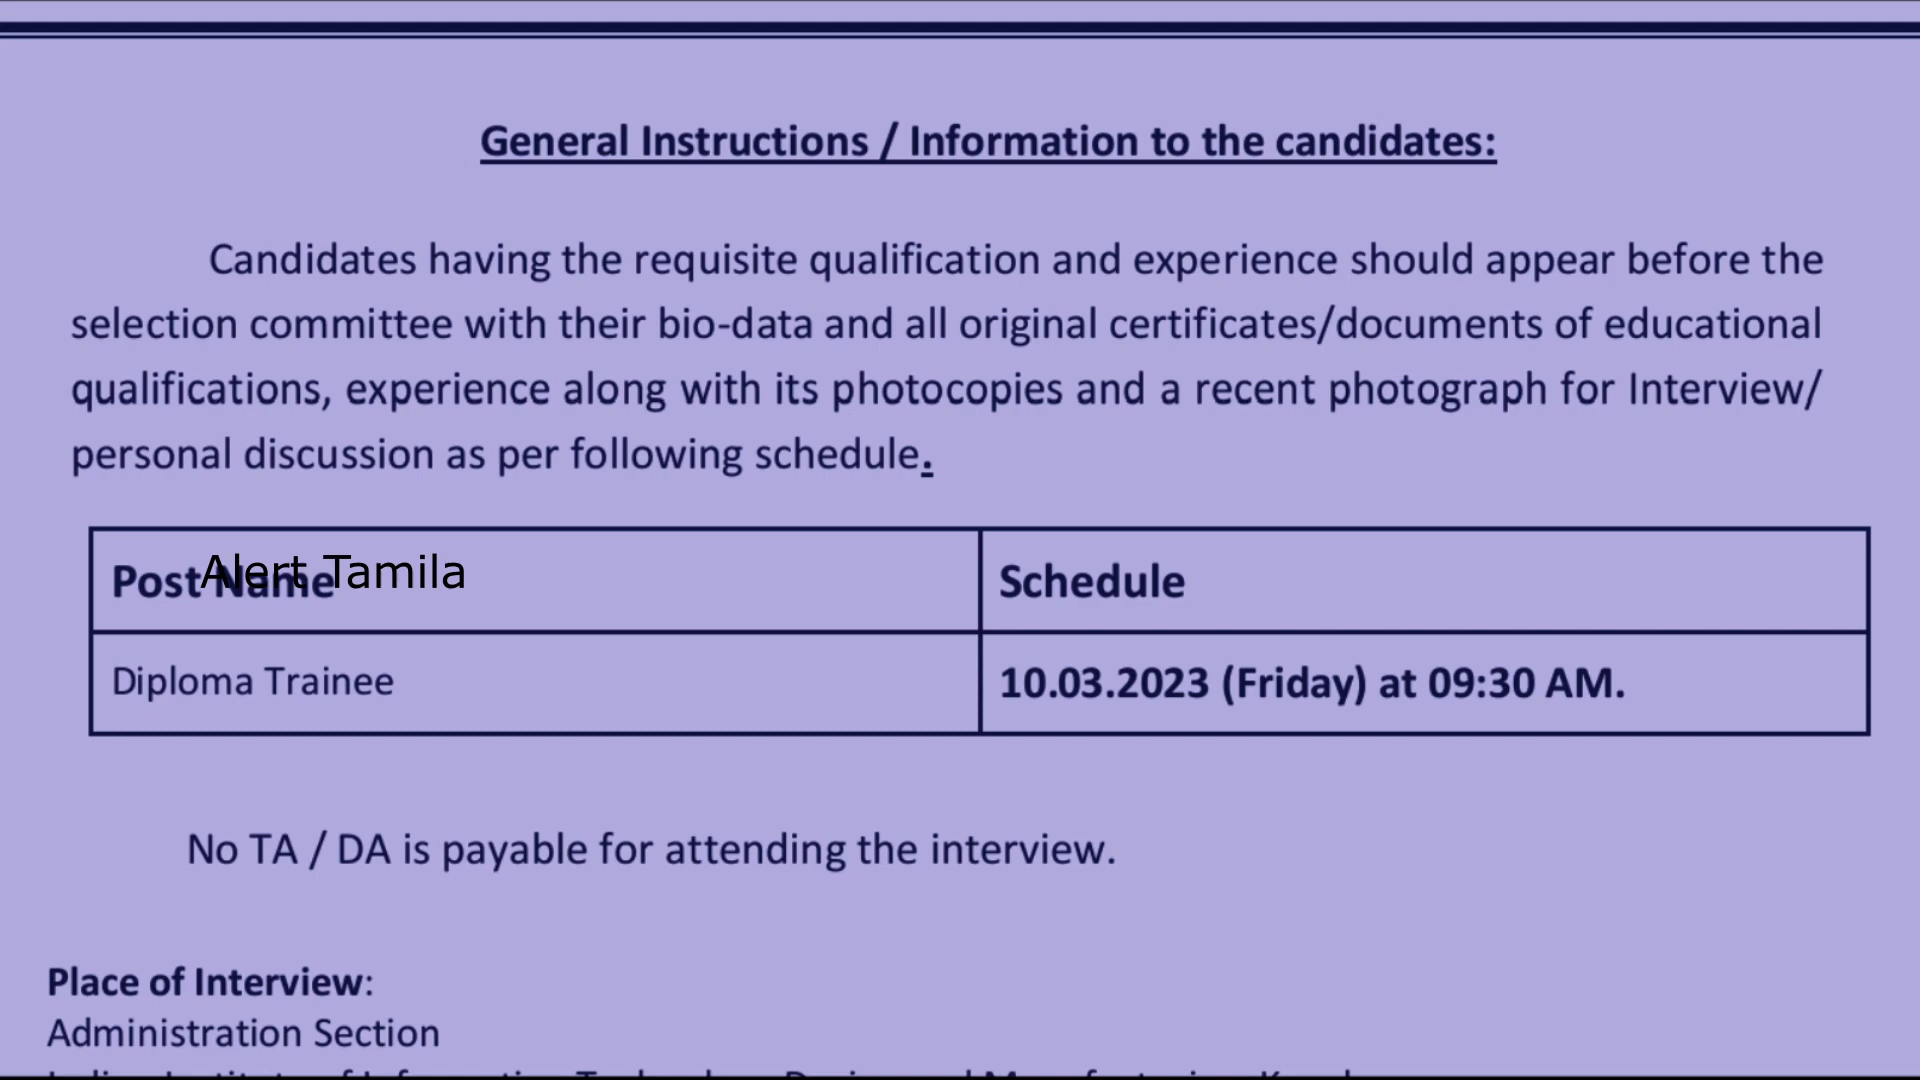 General Instructions / Information to the candidates:
Candidates having the requisite qualification and experience should appear before the
selection committee with their bio-data and all original certificates/documents of educational
qualifications, experience along with its photocopies and a recent photograph for Interview/
personal discussion as per following schedule.
Post Name
Alert Tamila
Schedule
Diploma Trainee
10.03.2023 (Friday) at 09:30 AM.
No TA / DA is payable for attending the interview.
Place of Interview:
Administration Section